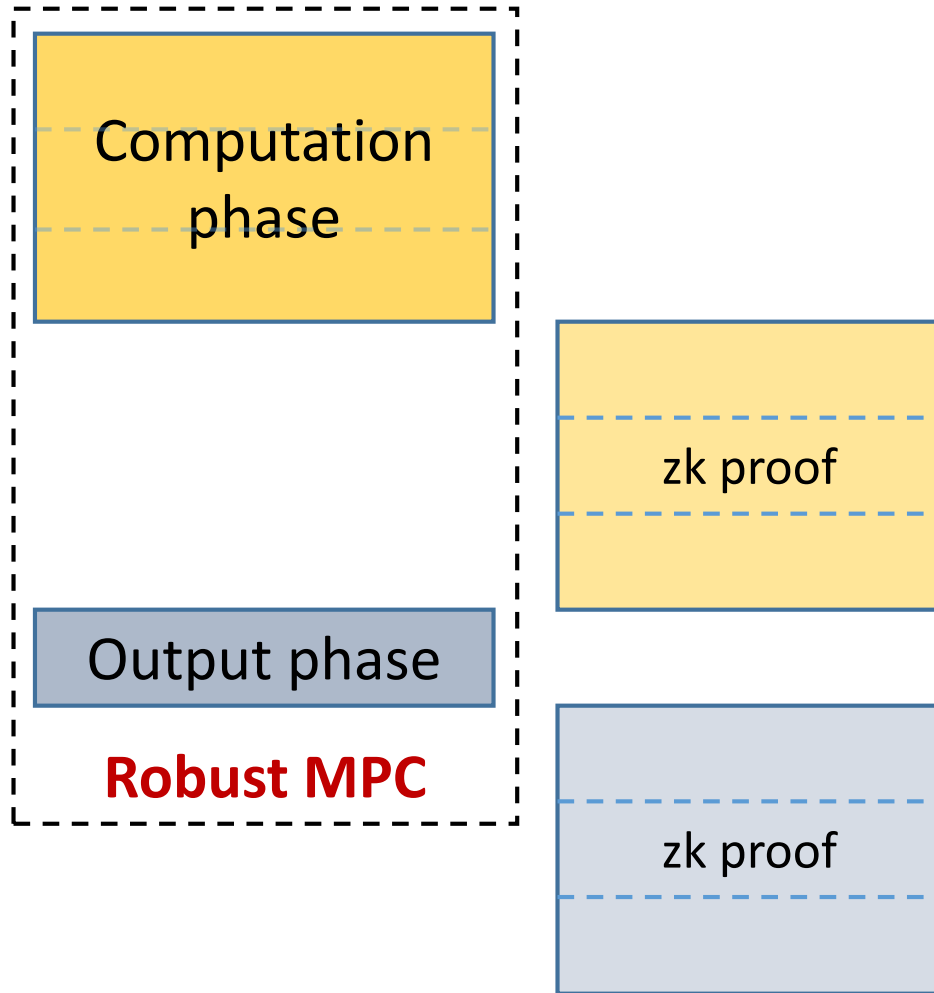 Computation
phase
zk proof
Output phase
Robust MPC
zk proof